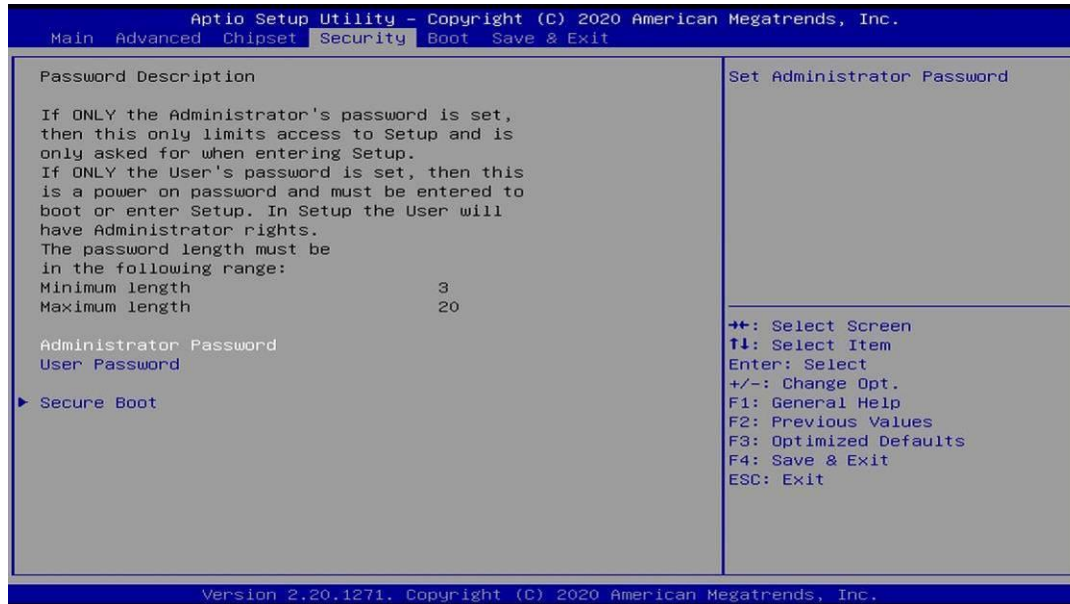 Aptio Setup Utility – Copyright (C) 2020 American Megatrends, Inc.
Main Advanced Chipset Security Boot Save & Exit
Password Description
If ONLY the Administrator's password is set,
then this only limits access to Setup and is
only asked for when entering Setup.
If ONLY the User's password is set, then this
is a power on password and must be entered to
boot or enter Setup. In Setup the User will
have Administrator rights.
The password length must be
in the following range:
Minimum length 3
Maximum length 20
Administrator Password
User Password
► Secure Boot
Set Administrator Password
→←: Select Screen
↑↓: Select Item
Enter: Select
+/-: Change Opt.
F1: General Help
F2: Previous Values
F3: Optimized Defaults
F4: Save & Exit
ESC: Exit
Version 2.20.1271. Copyright (C) 2020 American Megatrends, Inc.